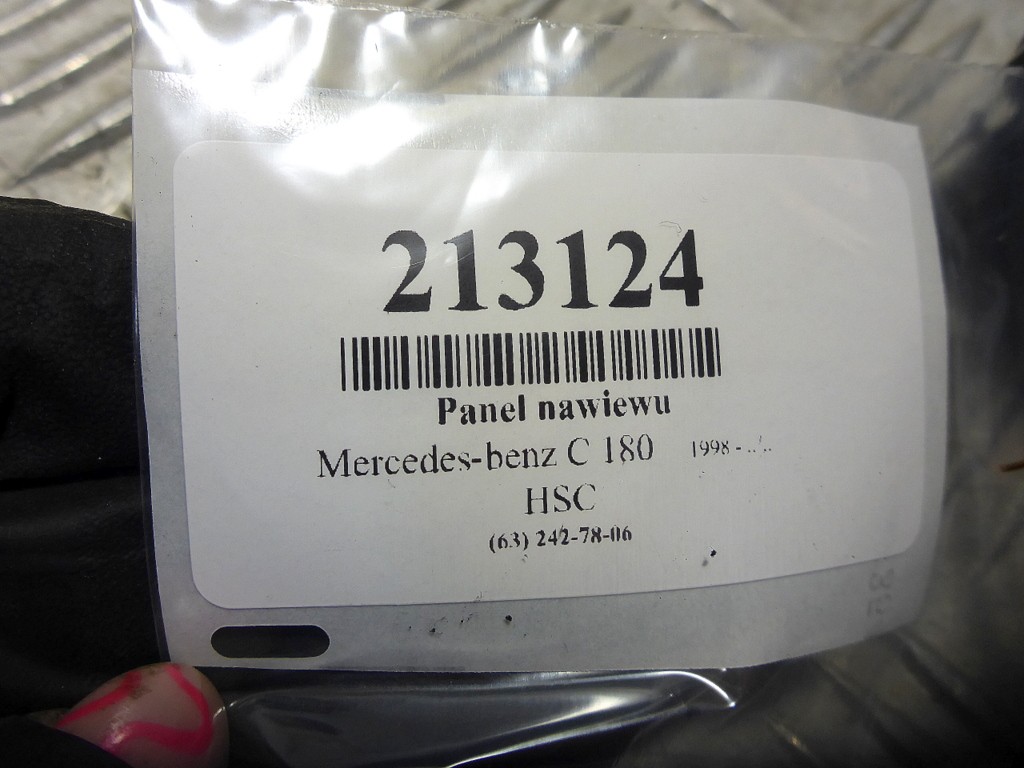 213124
Panel nawiewu
Mercedes-benz C 180 1998 - ../..
HSC
(63) 242-78-06